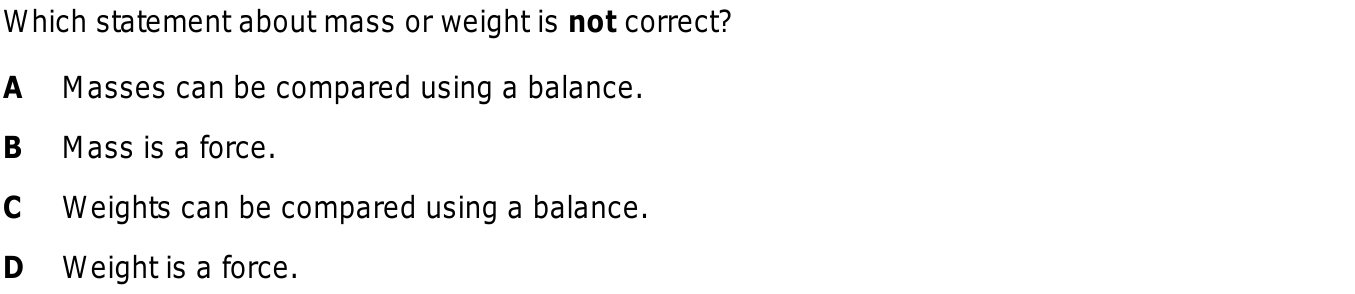 Which statement about mass or weight is not correct?
A Masses can be compared using a balance.
B Mass is a force.
C Weights can be compared using a balance.
D Weight is a force.